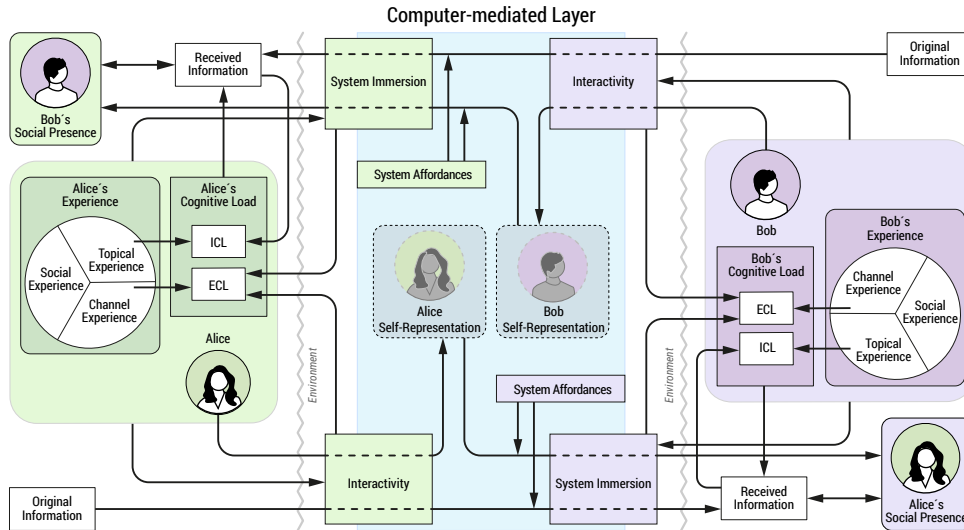 Computer-mediated Layer
Bob´s
Social Presence
Received
Information
System Immersion
Interactivity
Original
Information
System Affordances
Alice´s
Experience
Social
Experience
Topical
Experience
Channel
Experience
Alice´s
Cognitive Load
ICL
ECL
Alice
Environment
Alice
Self-Representation
Bob
Self-Representation
Environment
Bob
Bob´s
Cognitive Load
ECL
ICL
Bob´s
Experience
Channel
Experience
Social
Experience
Topical
Experience
System Affordances
Original
Information
Interactivity
System Immersion
Received
Information
Alice´s
Social Presence